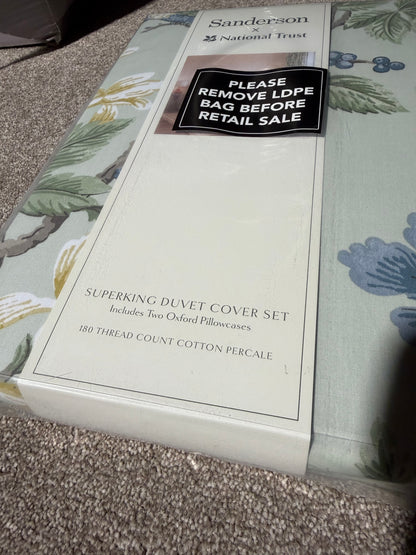 Sanderson
×
National Trust
PLEASE
REMOVE LDPE
BAG BEFORE
RETAIL SALE
SUPERKING DUVET COVER SET
Includes Two Oxford Pillowcases
180 THREAD COUNT COTTON PERCALE